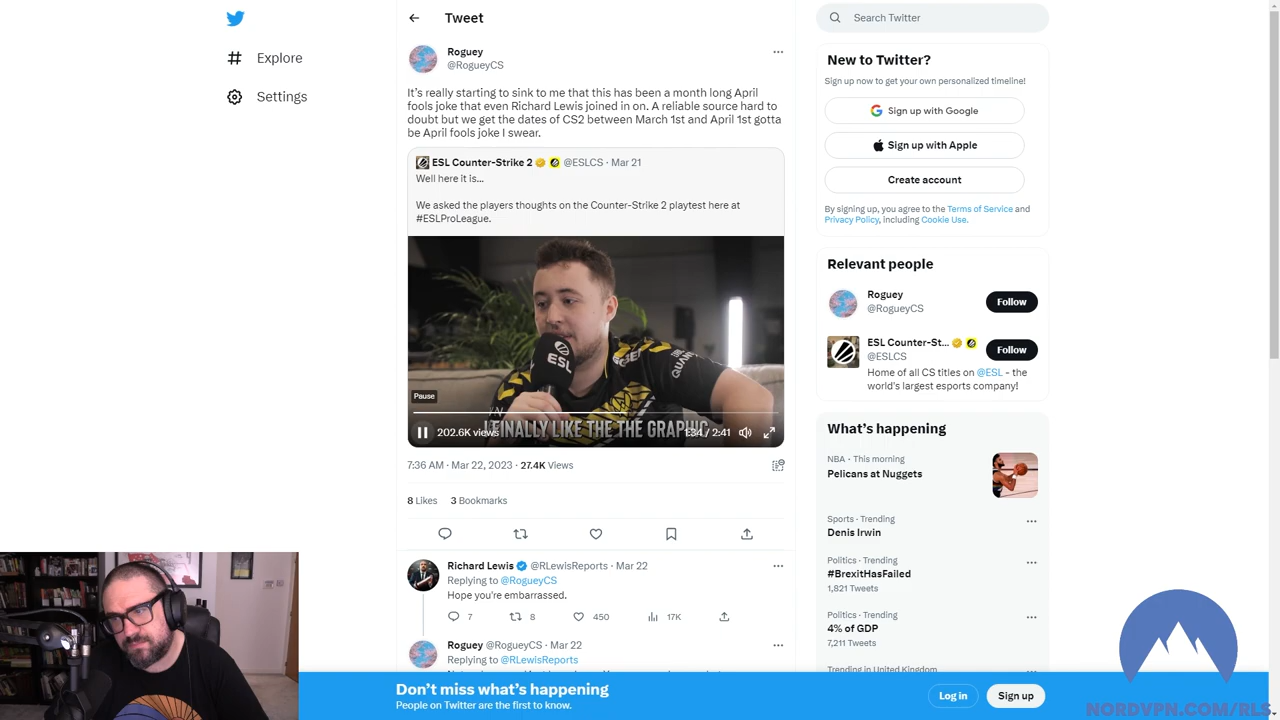 Tweet
Search Twitter
Explore
Settings
Roguey
@RogueyCS
It's really starting to sink to me that this has been a month long April
fools joke that even Richard Lewis joined in on. A reliable source hard to
doubt but we get the dates of CS2 between March 1st and April 1st gotta
be April fools joke I swear.
ESL Counter-Strike 2 @ESLCS · Mar 21
Well here it is...
We asked the players thoughts on the Counter-Strike 2 playtest here at
#ESLProLeague.
ESL
Pause
202.6K views
I FINALLY LIKE THE THE GRAPHIC
1:34 / 2:41
7:36 AM · Mar 22, 2023 · 27.4K Views
8 Likes 3 Bookmarks
Richard Lewis @RLewisReports · Mar 22
Replying to @RogueyCS
Hope you're embarrassed.
7 8 450 17K
Roguey @RogueyCS · Mar 22
Replying to @RLewisReports
New to Twitter?
Sign up now to get your own personalized timeline!
Sign up with Google
Sign up with Apple
Create account
By signing up, you agree to the Terms of Service and
Privacy Policy, including Cookie Use.
Relevant people
Roguey
@RogueyCS
Follow
ESL Counter-St...
@ESLCS
Follow
Home of all CS titles on @ESL - the
world's largest esports company!
What's happening
NBA · This morning
Pelicans at Nuggets
Sports · Trending
Denis Irwin
Politics · Trending
#BrexitHasFailed
1,821 Tweets
Politics · Trending
4% of GDP
7,211 Tweets
Trending in United Kingdom
Don't miss what's happening
People on Twitter are the first to know.
Log in
Sign up
NORDVPN.COM/RLS